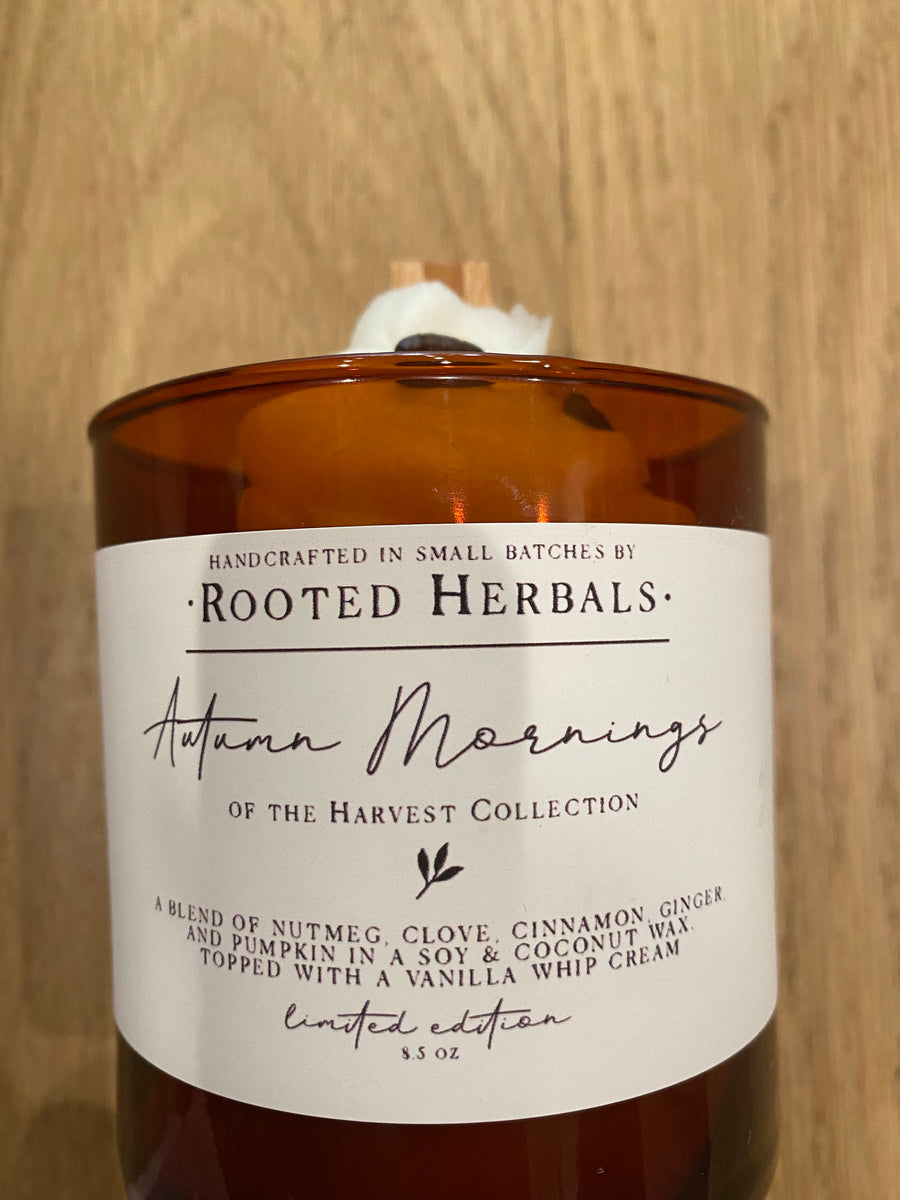 HANDCRAFTED IN SMALL BATCHES BY
·ROOTED HERBALS·
Autumn Mornings
OF THE HARVEST COLLECTION
A BLEND OF NUTMEG, CLOVE, CINNAMON, GINGER,
AND PUMPKIN IN A SOY & COCONUT WAX,
TOPPED WITH A VANILLA WHIP CREAM
limited edition
8.5 OZ